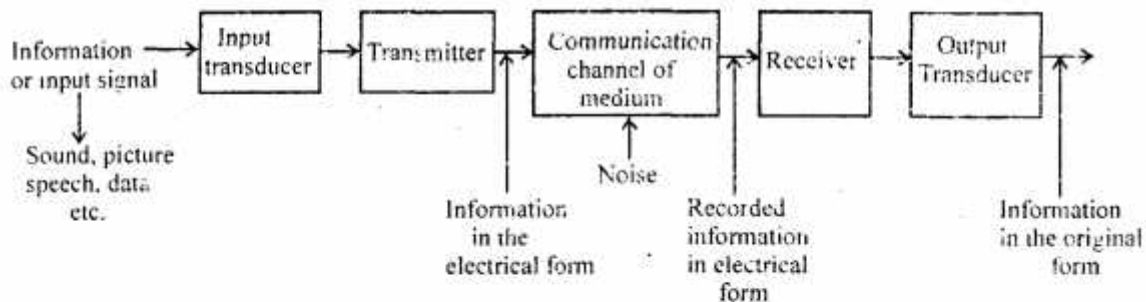 Information
or input signal
Input
transducer
Transmitter
Communication
channel of
medium
Receiver
Output
Transducer
Sound, picture
speech, data
etc.
Noise
Information
in the
electrical form
Recorded
information
in electrical
form
Information
in the original
form